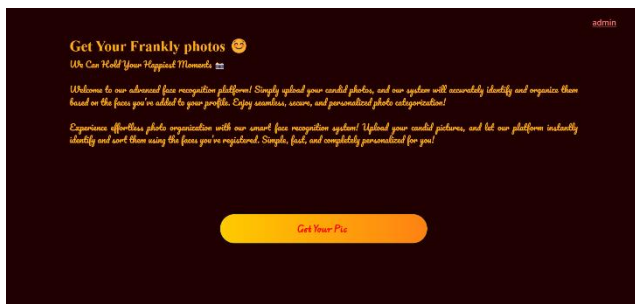 admin
Get Your Frankly photos 😊
We Can Hold Your Happiest Moments 📷
Welcome to our advanced face recognition platform! Simply upload your candid photos, and our system will accurately identify and organize them
based on the faces you've added to your profile. Enjoy seamless, secure, and personalized photo categorization!
Experience effortless photo organization with our smart face recognition system! Upload your candid pictures, and let our platform instantly
identify and sort them using the faces you've registered. Simple, fast, and completely personalized for you!
Get Your Pic